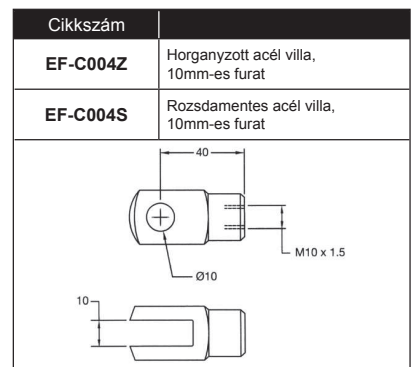 Cikkszám
EF-C004Z
Horganyzott acél villa,
10mm-es furat
EF-C004S
Rozsdamentes acél villa,
10mm-es furat
40
M10 x 1.5
Ø10
10